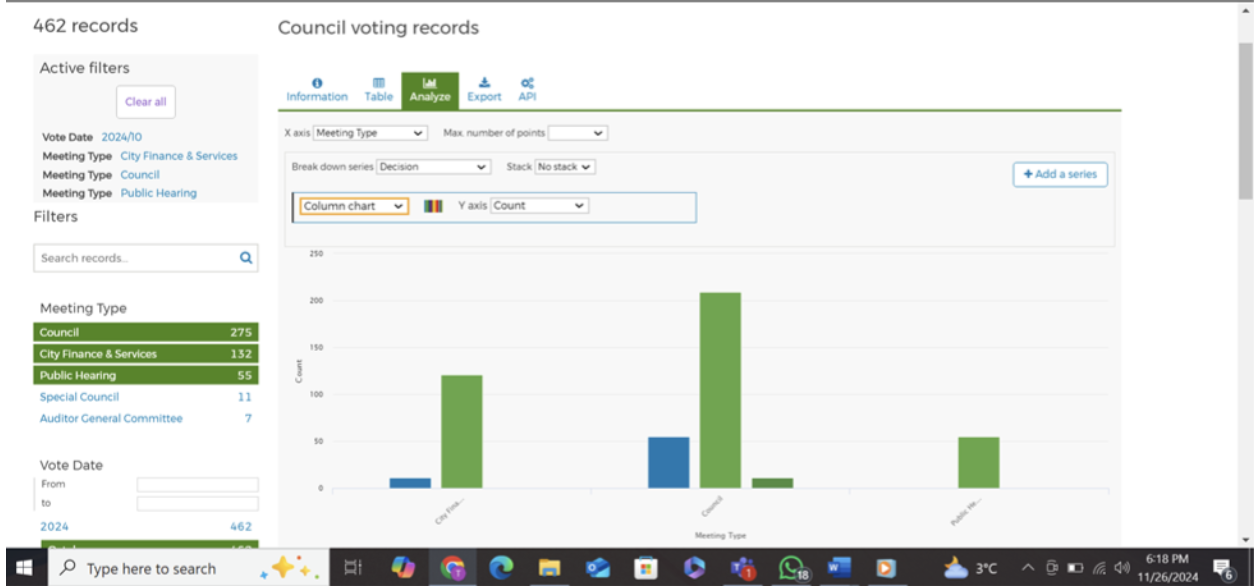 462 records
Council voting records
Active filters
Clear all
Vote Date 2024/10
Meeting Type City Finance & Services
Meeting Type Council
Meeting Type Public Hearing
Filters
Search records...
Meeting Type
Council 275
City Finance & Services 132
Public Hearing 55
Special Council 11
Auditor General Committee 7
Vote Date
From
to
2024 462
Information Table Analyze Export API
X axis Meeting Type Max. number of points
Break down series Decision Stack No stack
+ Add a series
Column chart Y axis Count
250
200
150
100
50
0
Count
City Fina...
Council
Public He...
Meeting Type
Type here to search
18
1
3°C
6:18 PM
11/26/2024
6